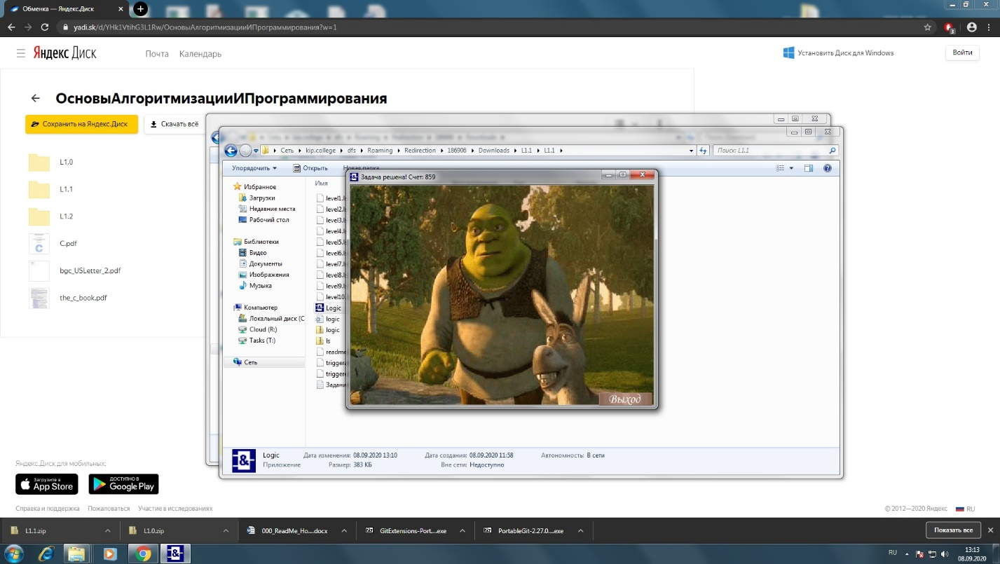 Обменка — Яндекс.Диск
yadi.sk/d/YHk1VtihG3L1Rw/ОсновыАлгоритмизацииИПрограммирования?w=1
3
Яндекс Диск
Почта
Календарь
Установить Диск для Windows
Войти
ОсновыАлгоритмизацииИПрограммирования
Сохранить на Яндекс.Диск
Скачать всё
L1.0
L1.1
L1.2
C.pdf
bgc_USLetter_2.pdf
the_c_book.pdf
Сеть
kip.college
dfs
Roaming
Redirection
186906
Downloads
L1.1
L1.1
Поиск: L1.1
Упорядочить
Открыть
Новая папка
Имя
Избранное
Загрузки
Недавние места
Рабочий стол
Библиотеки
Видео
Документы
Изображения
Музыка
Компьютер
Локальный диск (C
Cloud (R:)
Tasks (T:)
Сеть
level1.ls
level2.ls
level3.ls
level4.ls
level5.ls
level6.ls
level7.ls
level8.ls
level9.ls
level10.
Logic
logic
logic
ls
readme
trigger
trigger
Задани
Задача решена! Счет: 859
Выход
Logic
Приложение
Дата изменения: 08.09.2020 13:10
Размер: 383 КБ
Дата создания: 08.09.2020 11:58
Вне сети: Недоступно
Автономность: В сети
Яндекс.Диск для мобильных:
Загрузите в
App Store
ДОСТУПНО В
Google Play
Справка и поддержка
Пожаловаться
Участие в исследованиях
© 2012—2020 Яндекс
RU
L1.1.zip
L1.0.zip
000_ReadMe_Ho....docx
GitExtensions-Port....exe
PortableGit-2.27.0....exe
Показать все
RU
13:13
08.09.2020